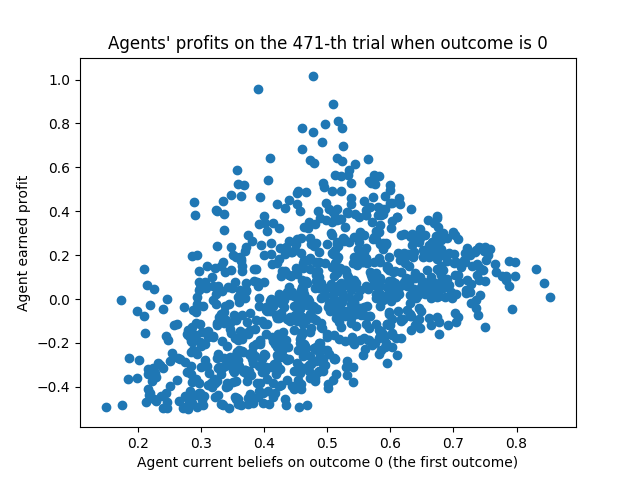 Agents' profits on the 471-th trial when outcome is 0
Agent earned profit
1.0
0.8
0.6
0.4
0.2
0.0
−0.2
−0.4
0.2 0.3 0.4 0.5 0.6 0.7 0.8
Agent current beliefs on outcome 0 (the first outcome)